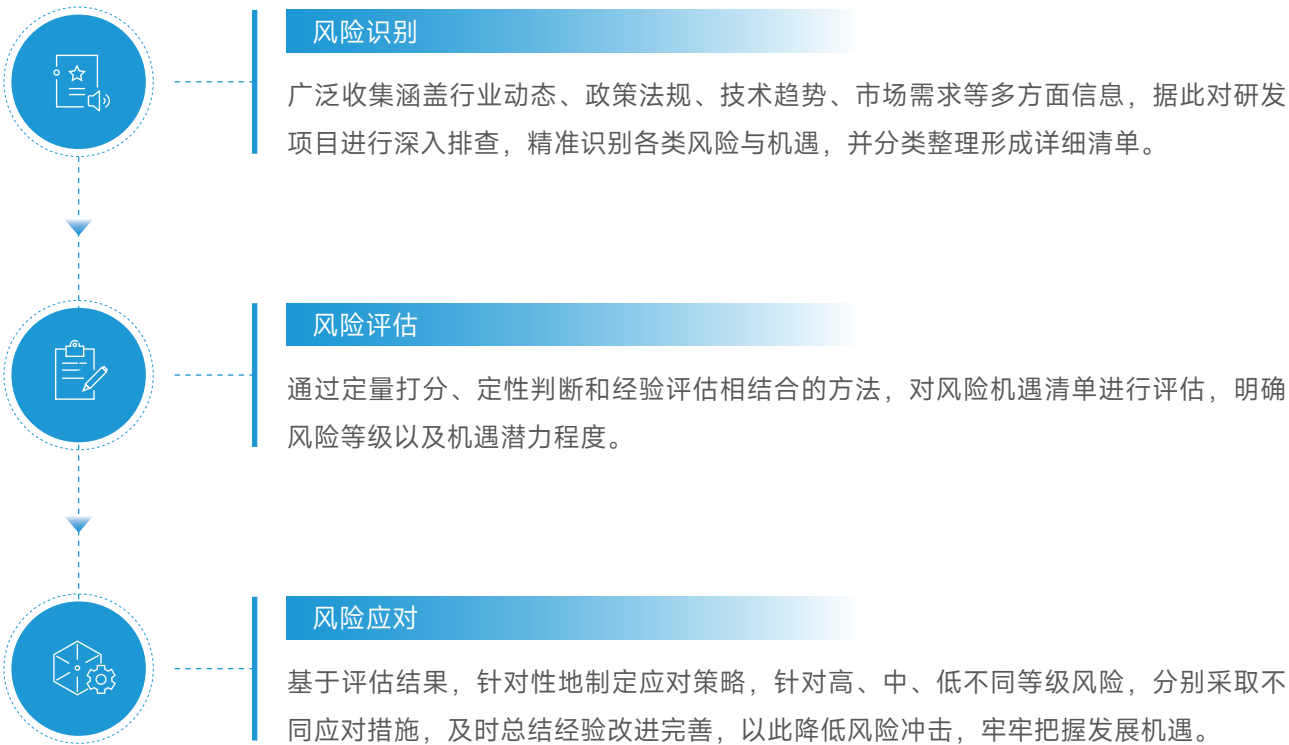 风险识别
广泛收集涵盖行业动态、政策法规、技术趋势、市场需求等多方面信息，据此对研发
项目进行深入排查，精准识别各类风险与机遇，并分类整理形成详细清单。
风险评估
通过定量打分、定性判断和经验评估相结合的方法，对风险机遇清单进行评估，明确
风险等级以及机遇潜力程度。
风险应对
基于评估结果，针对性地制定应对策略，针对高、中、低不同等级风险，分别采取不
同应对措施，及时总结经验改进完善，以此降低风险冲击，牢牢把握发展机遇。